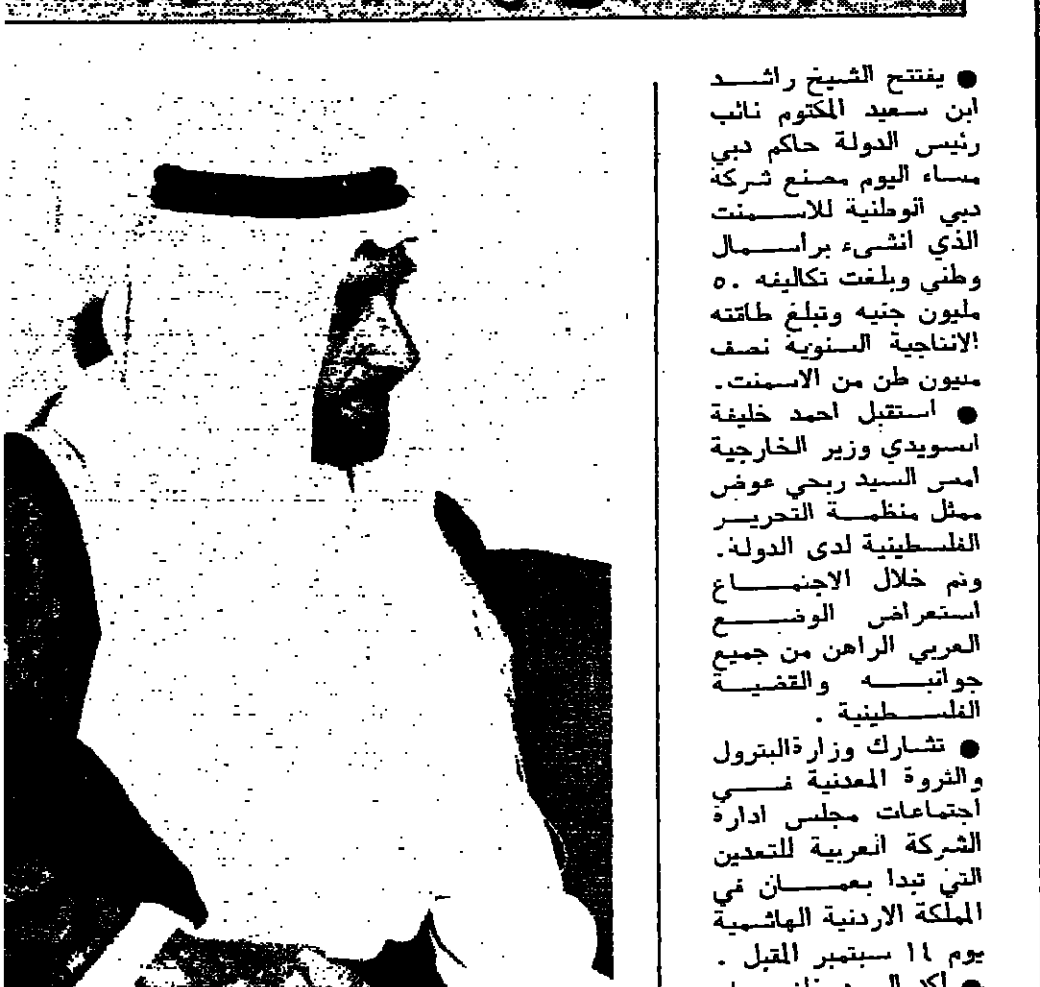 ● يفتتح الشيخ راشد
ابن سعيد المكتوم نائب
رئيس الدولة حاكم دبي
مساء اليوم مصنع شركة
دبي الوطنية للاسمنت
الذي انشىء براسمال
وطني وبلغت تكاليفه ٥٠
مليون جنيه وتبلغ طاقته
الانتاجية السنوية نصف
مليون طن من الاسمنت.
● استقبل احمد خليفة
السويدي وزير الخارجية
امس السيد ربحي عوض
ممثل منظمة التحرير
الفلسطينية لدى الدولة.
وتم خلال الاجتماع
استعراض الوضع
العربي الراهن من جميع
جوانبه والقضية
الفلسطينية .
● تشارك وزارة البترول
والثروة المعدنية في
اجتماعات مجلس ادارة
الشركة العربية للتعدين
التي تبدا بعمان في
المملكة الاردنية الهاشمية
يوم ١٤ سبتمبر المقبل .